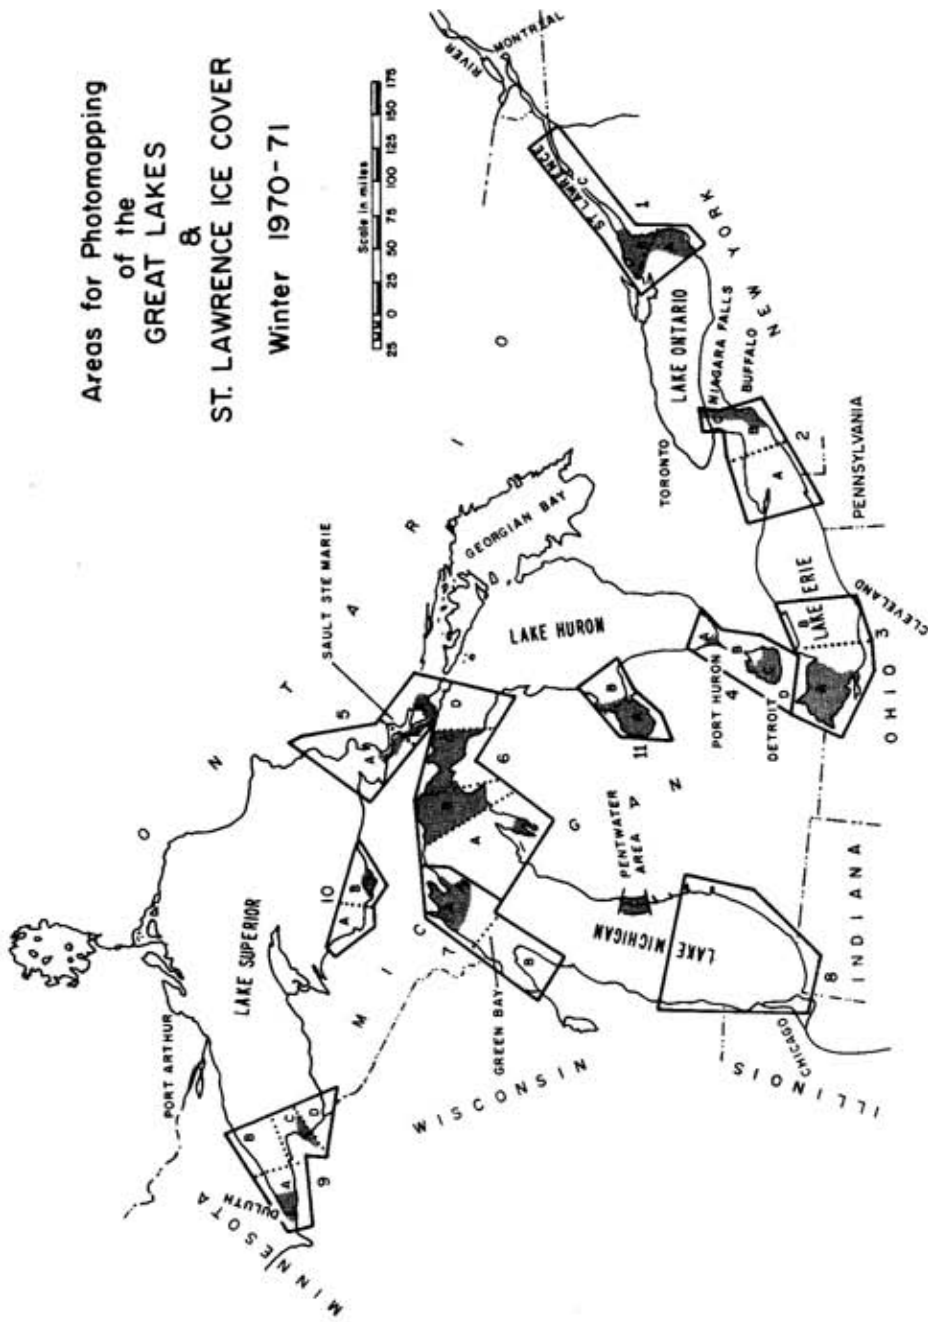 Areas for Photomapping
of the
GREAT LAKES
&
ST. LAWRENCE ICE COVER
Winter 1970-71
Scale in miles
25 0 25 50 75 100 125 150 175
RIVER
MONTREAL
ST. LAWRENCE
C
1
NEW YORK
LAKE ONTARIO
NIAGARA FALLS
BUFFALO
TORONTO
C
B
A
2
PENNSYLVANIA
ONTARIO
GEORGIAN BAY
SAULT STE MARIE
LAKE HURON
LAKE ERIE
B
A
3
CLEVELAND
OHIO
PORT HURON
A
B
C
D
4
DETROIT
A
B
11
5
A
D
6
B
A
MICHIGAN
PENTWATER
AREA
INDIANA
LAKE MICHIGAN
8
CHICAGO
ILLINOIS
GREEN BAY
A
B
7
WISCONSIN
10
A
B
LAKE SUPERIOR
PORT ARTHUR
A
B
C
D
9
DULUTH
MINNESOTA